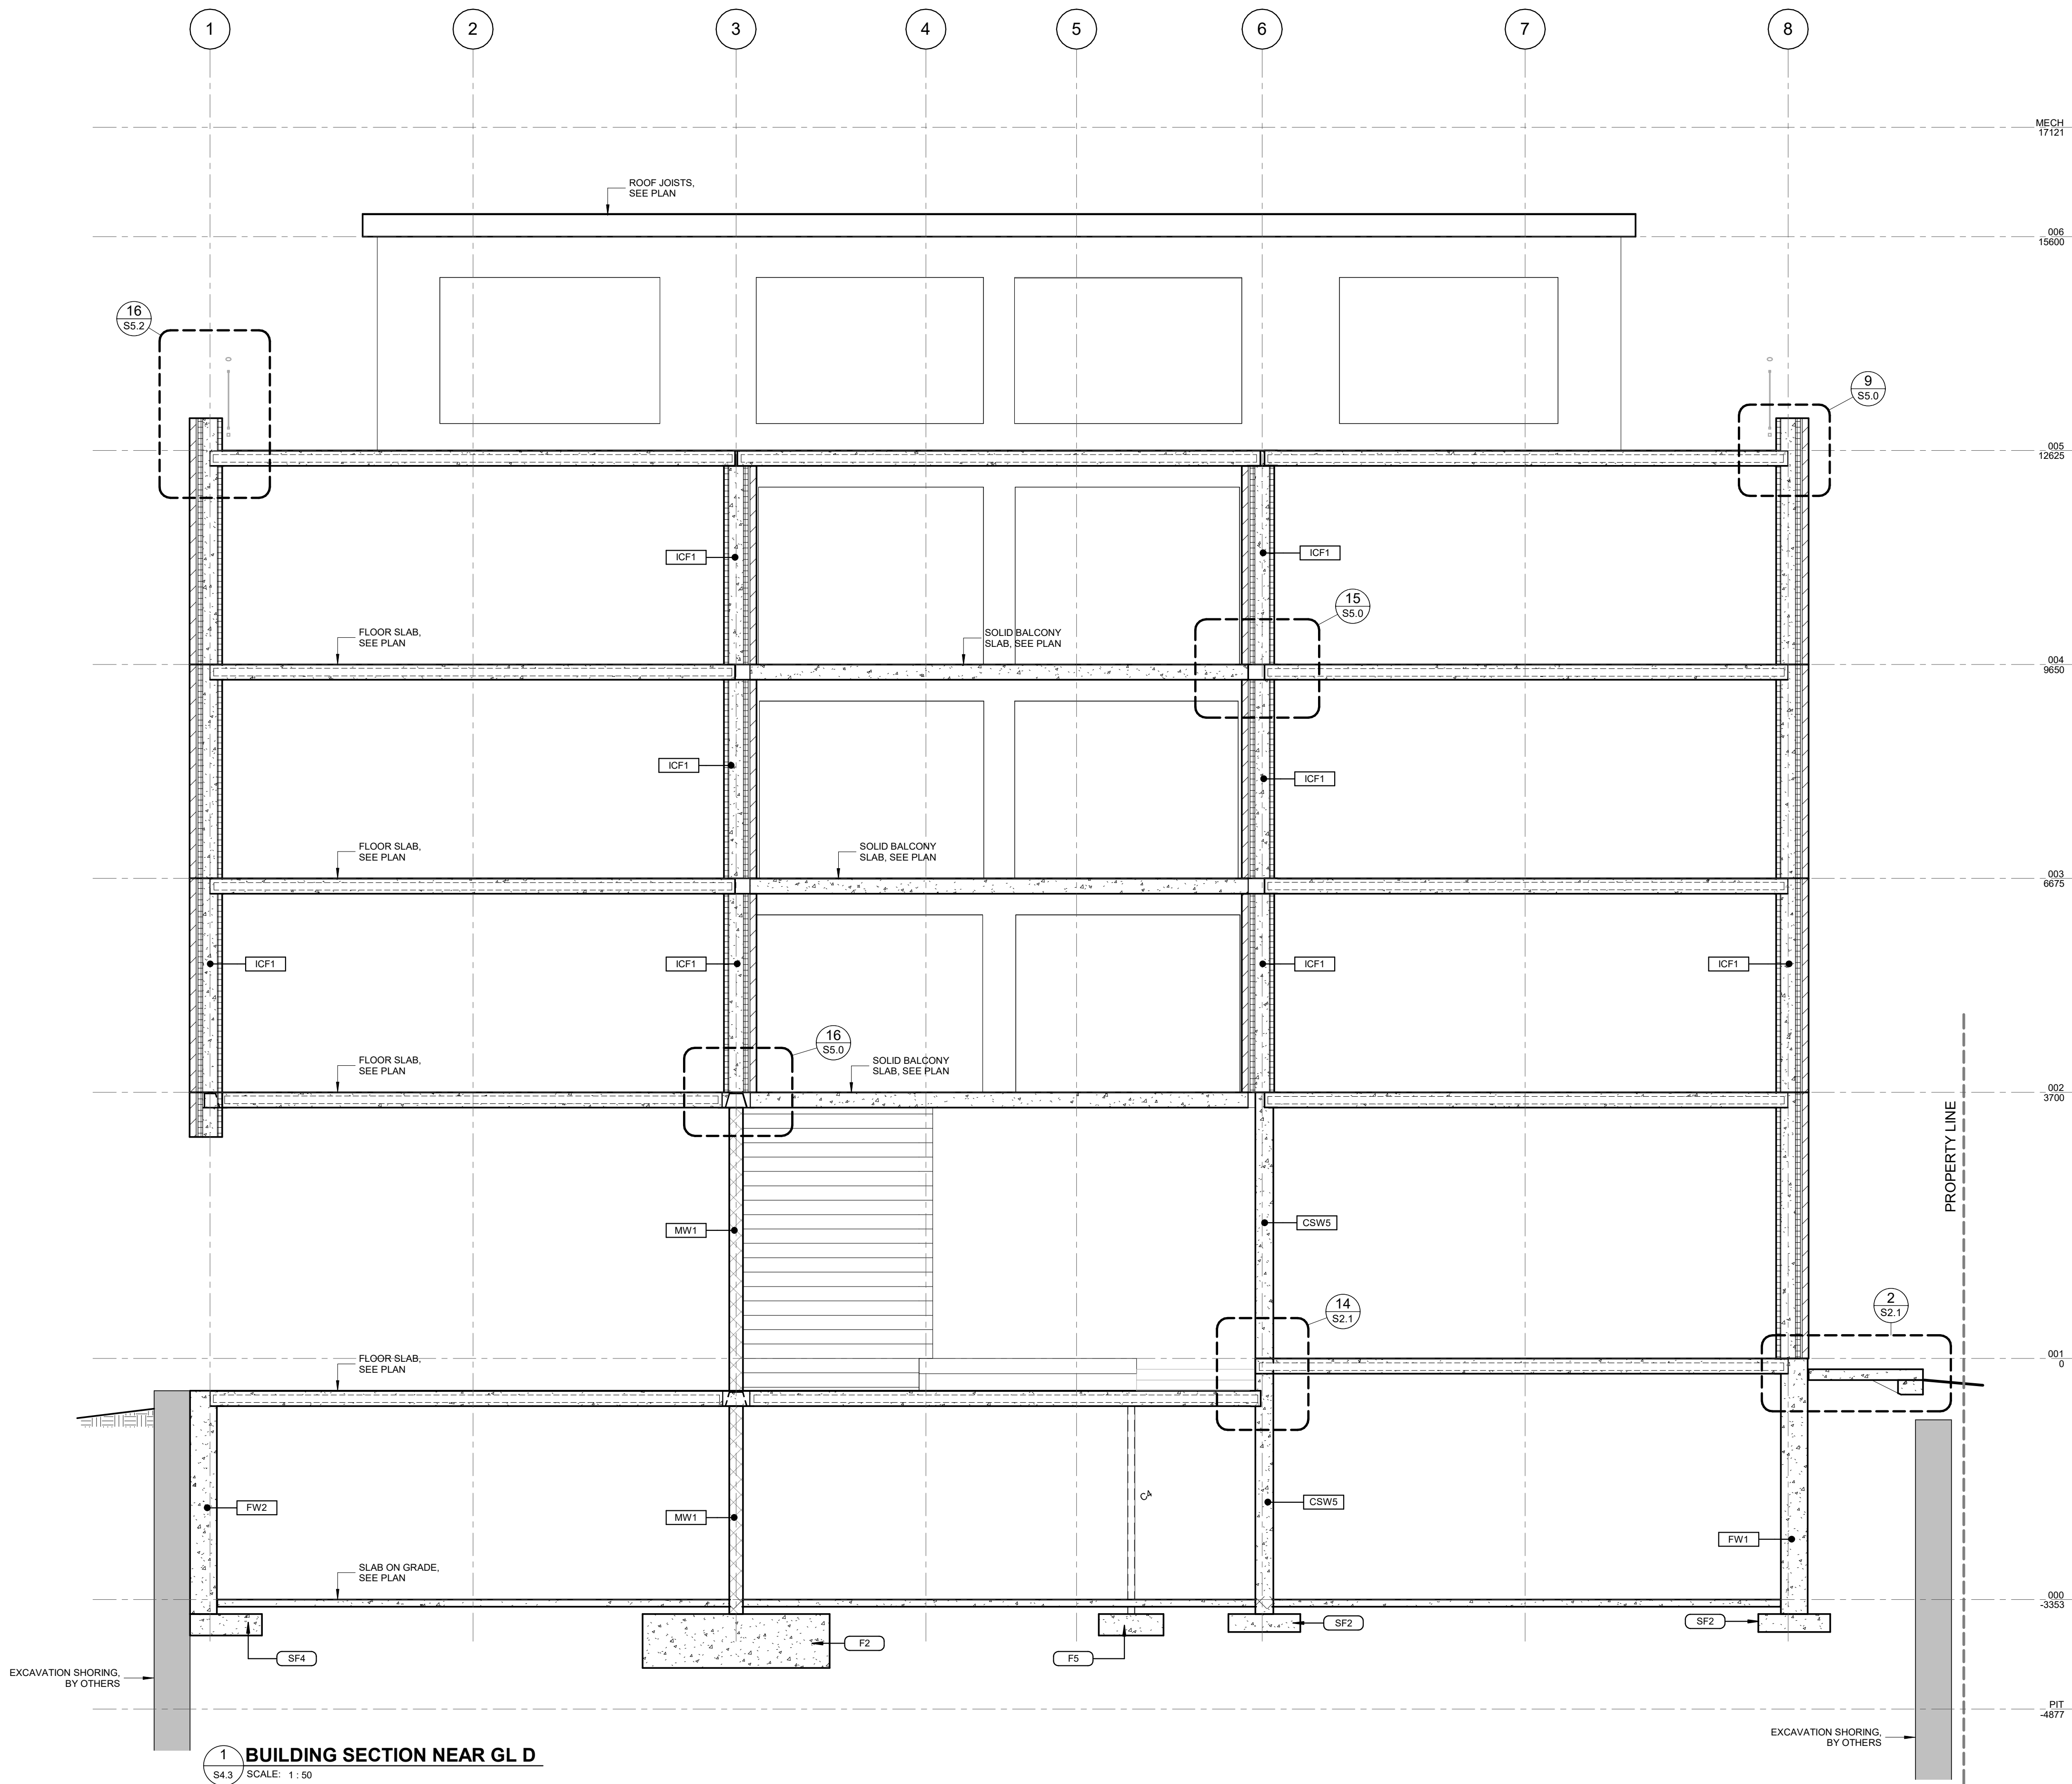 1
2
3
4
5
6
7
8
MECH
17121
ROOF JOISTS,
SEE PLAN
006
15600
16
S5.2
9
S5.0
005
12625
ICF1
ICF1
15
S5.0
FLOOR SLAB,
SEE PLAN
SOLID BALCONY
SLAB, SEE PLAN
004
9650
ICF1
ICF1
FLOOR SLAB,
SEE PLAN
SOLID BALCONY
SLAB, SEE PLAN
003
6675
ICF1
ICF1
ICF1
ICF1
16
S5.0
FLOOR SLAB,
SEE PLAN
SOLID BALCONY
SLAB, SEE PLAN
002
3700
PROPERTY LINE
MW1
CSW5
14
S2.1
2
S2.1
FLOOR SLAB,
SEE PLAN
001
0
C4
FW2
MW1
CSW5
FW1
SLAB ON GRADE,
SEE PLAN
000
-3353
SF4
F2
F5
SF2
SF2
EXCAVATION SHORING,
BY OTHERS
PIT
-4877
EXCAVATION SHORING,
BY OTHERS
1
S4.3
BUILDING SECTION NEAR GL D
SCALE: 1 : 50